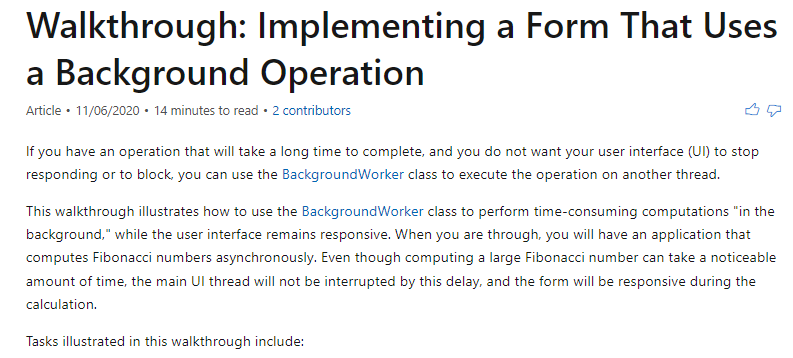 Walkthrough: Implementing a Form That Uses
a Background Operation
Article • 11/06/2020 • 14 minutes to read • 2 contributors
If you have an operation that will take a long time to complete, and you do not want your user interface (UI) to stop
responding or to block, you can use the BackgroundWorker class to execute the operation on another thread.
This walkthrough illustrates how to use the BackgroundWorker class to perform time-consuming computations "in the
background," while the user interface remains responsive. When you are through, you will have an application that
computes Fibonacci numbers asynchronously. Even though computing a large Fibonacci number can take a noticeable
amount of time, the main UI thread will not be interrupted by this delay, and the form will be responsive during the
calculation.
Tasks illustrated in this walkthrough include: